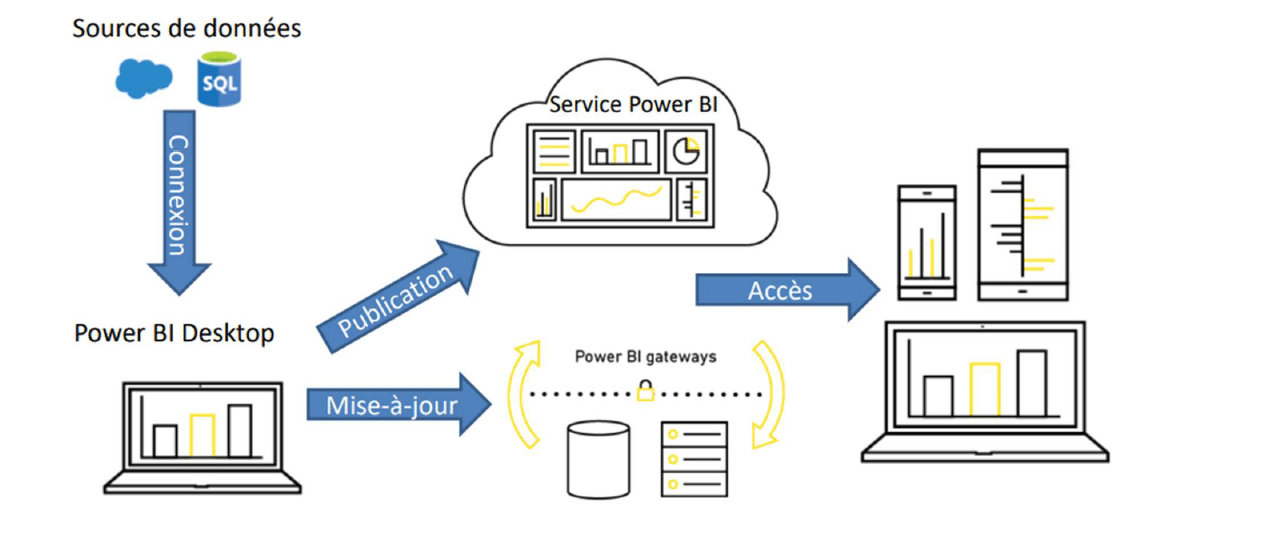 Sources de données
SQL
Connexion
Service Power BI
Publication
Accès
Power BI Desktop
Power BI gateways
Mise-à-jour